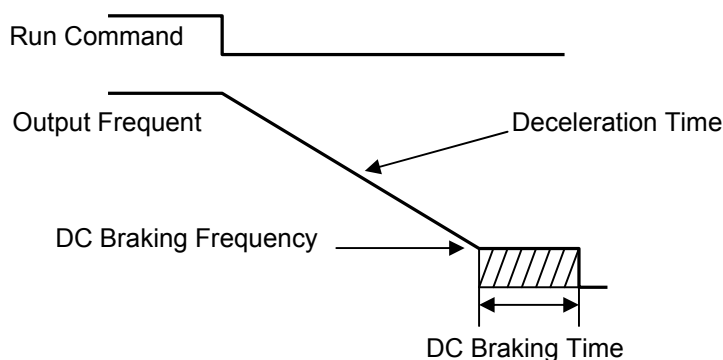 Run Command
Output Frequent
Deceleration Time
DC Braking Frequency
DC Braking Time